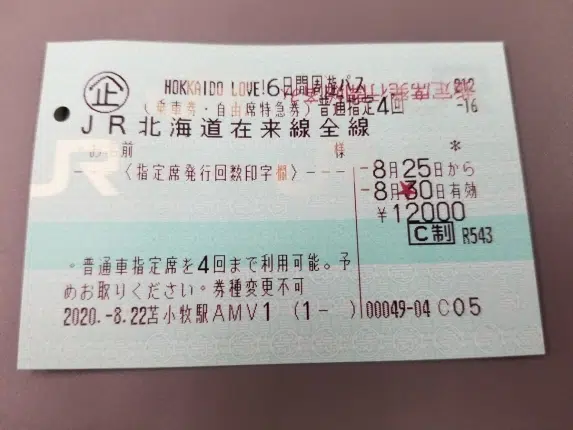 企
HOKKAIDO LOVE!6日間周遊パス
(乗車券・自由席特急券)普通指定4回 -16
JR北海道在来線全線
お名前 様 *
---〈指定席発行回数印字欄〉---
-8月25日から
-8月30日有効
¥12000
C制 R543
・普通車指定席を4回まで利用可能。予
めお取りください。券種変更不可
2020.-8.22苫小牧駅AMV1 (1- ) 00049-04 C05